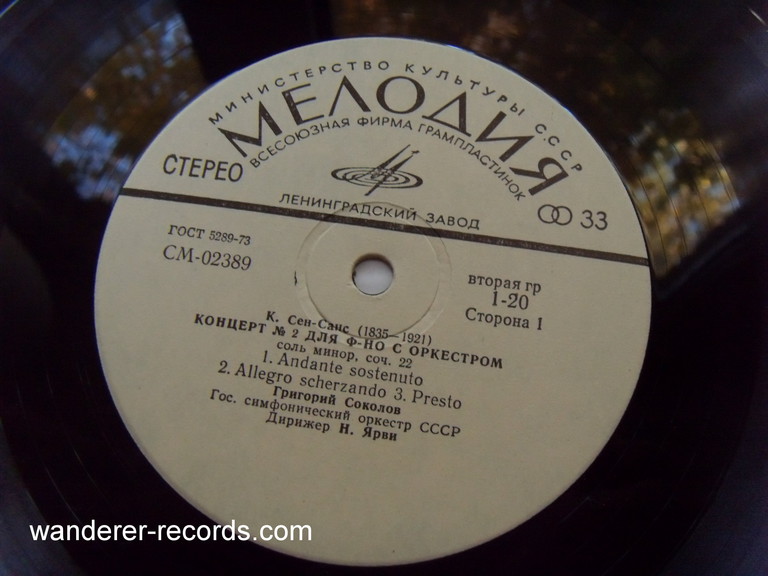 МИНИСТЕРСТВО КУЛЬТУРЫ СССР
МЕЛОДИЯ
ВСЕСОЮЗНАЯ ФИРМА ГРАМПЛАСТИНОК
СТЕРЕО
ЛЕНИНГРАДСКИЙ ЗАВОД
33
ГОСТ 5289-73
СМ-02389
вторая гр
1-20
Сторона 1
К. Сен-Санс (1835—1921)
КОНЦЕРТ № 2 ДЛЯ Ф-НО С ОРКЕСТРОМ
соль минор, соч. 22
1. Andante sostenuto
2. Allegro scherzando 3. Presto
Григорий Соколов
Гос. симфонический оркестр СССР
Дирижер Н. Ярви
wanderer-records.com